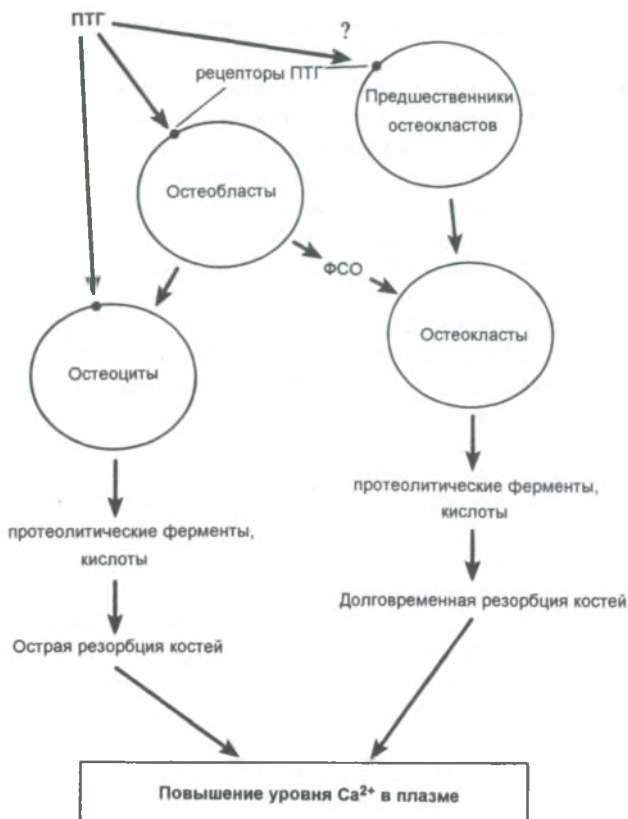 ПТГ
?
рецепторы ПТГ
Предшественники
остеокластов
Остеобласты
ФСО
Остеокласты
Остеоциты
протеолитические ферменты,
кислоты
протеолитические ферменты,
кислоты
Долговременная резорбция костей
Острая резорбция костей
Повышение уровня Ca²⁺ в плазме